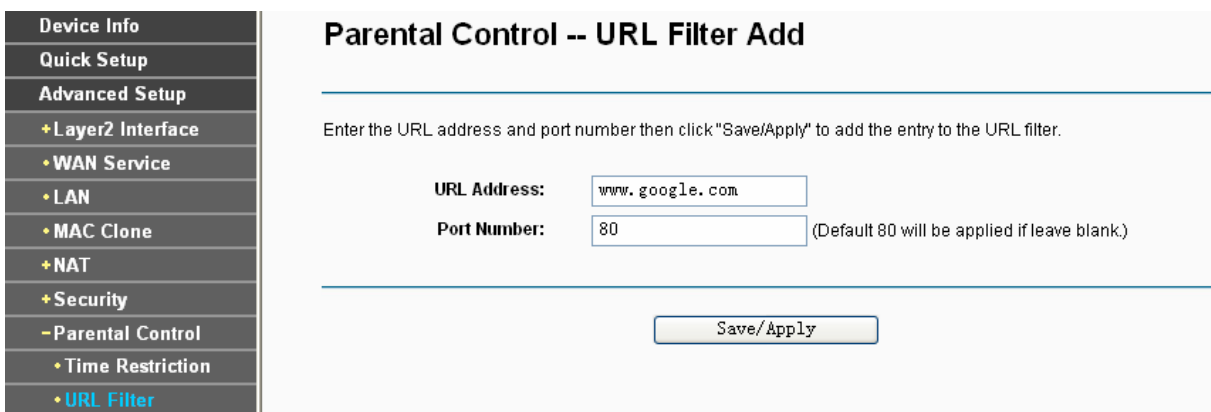 Device Info
Quick Setup
Advanced Setup
+Layer2 Interface
•WAN Service
•LAN
•MAC Clone
+NAT
+Security
-Parental Control
•Time Restriction
•URL Filter
Parental Control -- URL Filter Add
Enter the URL address and port number then click "Save/Apply" to add the entry to the URL filter.
URL Address: www.google.com
Port Number: 80 (Default 80 will be applied if leave blank.)
Save/Apply